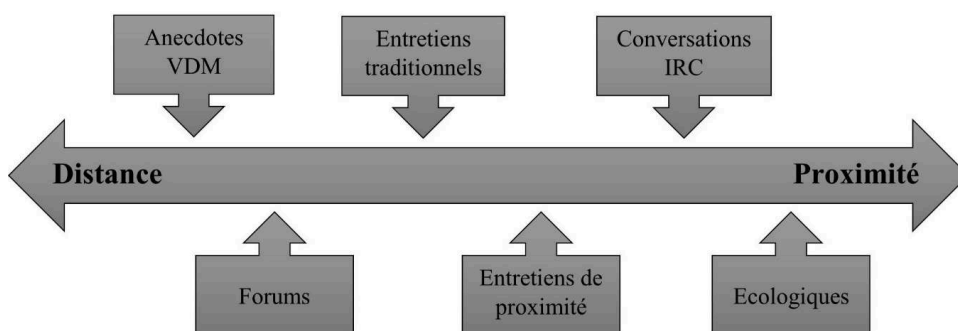 Anecdotes
VDM
Entretiens
traditionnels
Conversations
IRC
Distance
Proximité
Forums
Entretiens de
proximité
Ecologiques